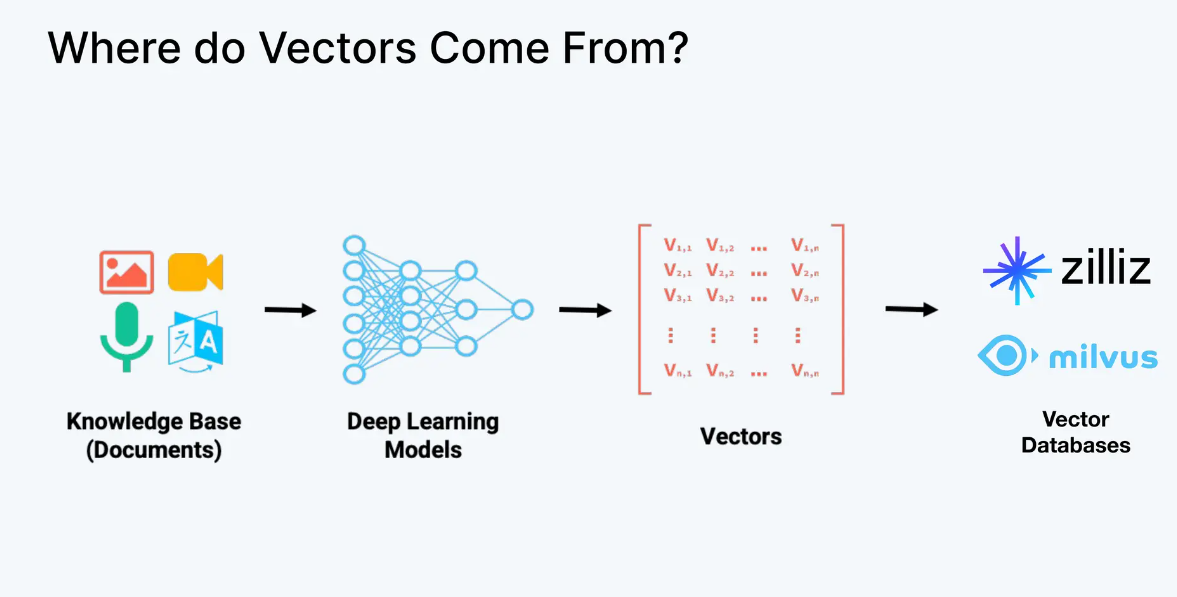 Where do Vectors Come From?
文 A
V1,1 V1,2 ... V1,n
V2,1 V2,2 ... V2,n
V3,1 V3,2 ... V3,n
⋮ ⋮ ⋮ ⋮
Vn,1 Vn,2 ... Vn,n
zilliz
milvus
Knowledge Base
(Documents)
Deep Learning
Models
Vectors
Vector
Databases